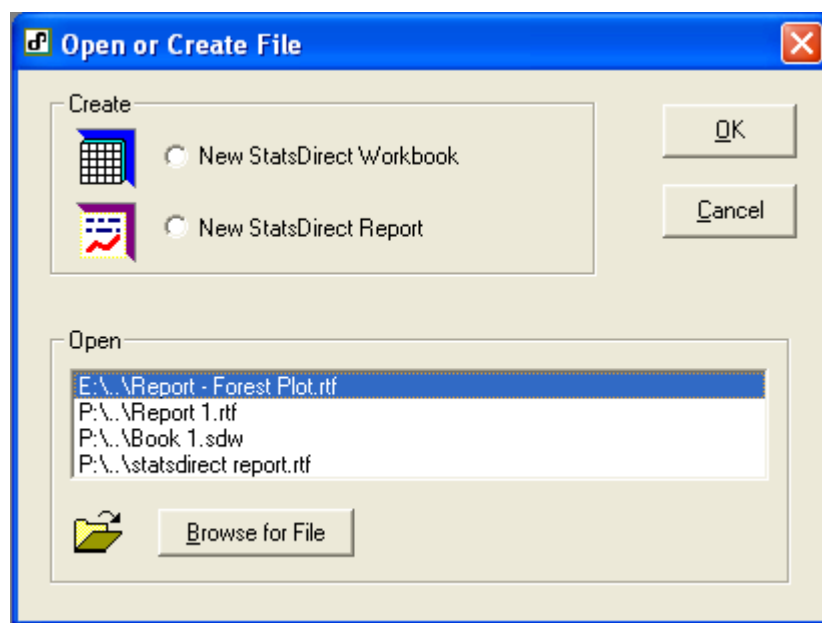 Open or Create File
Create
New StatsDirect Workbook
New StatsDirect Report
OK
Cancel
Open
E:\..\Report - Forest Plot.rtf
P:\..\Report 1.rtf
P:\..\Book 1.sdw
P:\..\statsdirect report.rtf
Browse for File